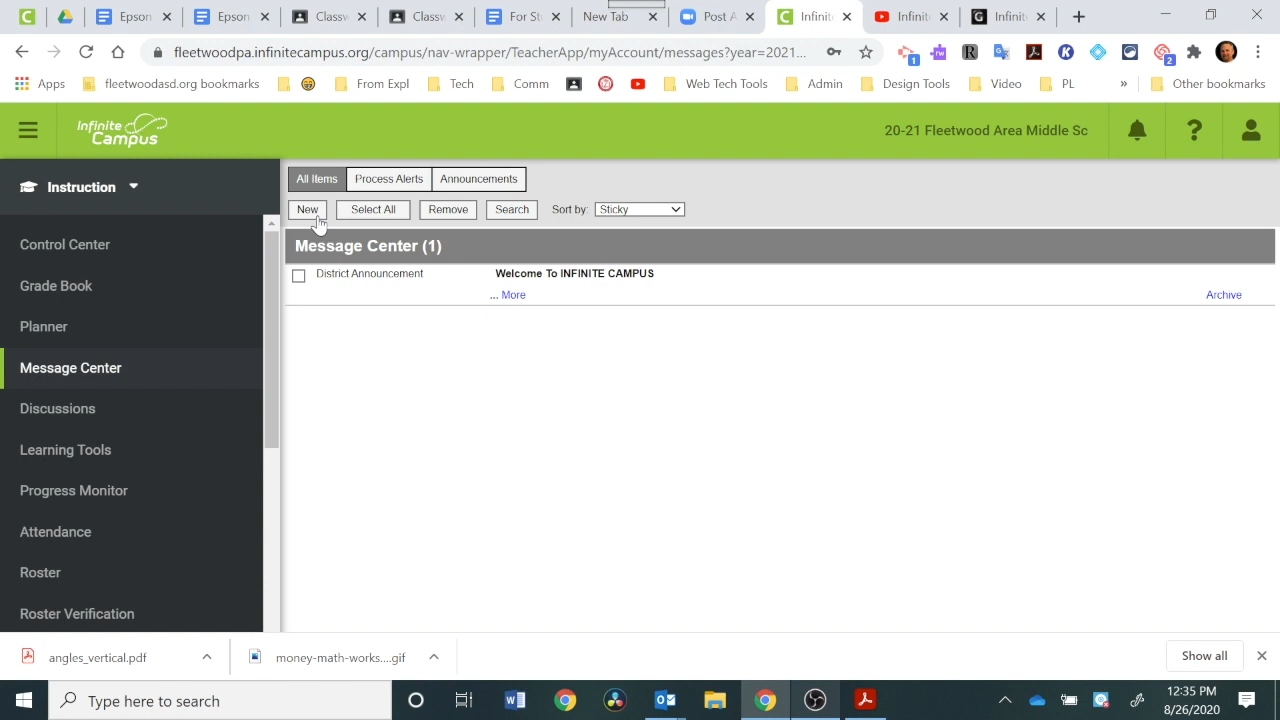 Epson
Epson
Classw
Classw
For Sc
New Tab
Post A
Infinit
Infinit
Infinit
fleetwoodpa.infinitecampus.org/campus/nav-wrapper/TeacherApp/myAccount/messages?year=2021...
1
2
Apps
fleetwoodasd.org bookmarks
From Expl
Tech
Comm
Web Tech Tools
Admin
Design Tools
Video
PL
»
Other bookmarks
Infinite Campus
20-21 Fleetwood Area Middle Sc
?
Instruction
All Items
Process Alerts
Announcements
New
Select All
Remove
Search
Sort by:
Sticky
Message Center (1)
District Announcement
Welcome To INFINITE CAMPUS
... More
Archive
Control Center
Grade Book
Planner
Message Center
Discussions
Learning Tools
Progress Monitor
Attendance
Roster
Roster Verification
angles_vertical.pdf
money-math-works....gif
Show all
Type here to search
12:35 PM
8/26/2020